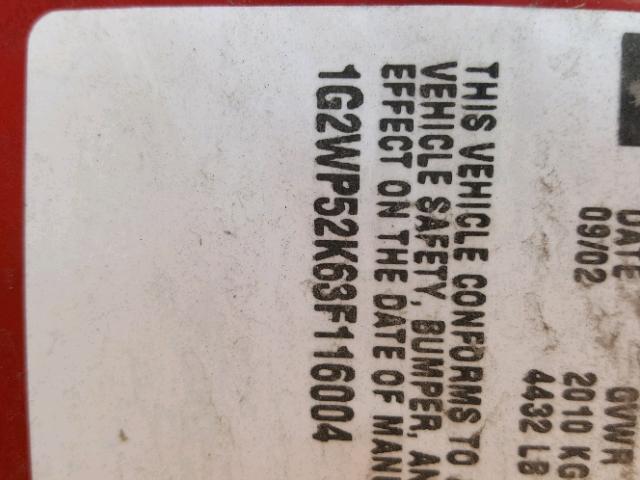 DATE GVWR
09/02 2010 KG
4432 LB
THIS VEHICLE CONFORMS TO
VEHICLE SAFETY, BUMPER, AN
EFFECT ON THE DATE OF MANU
1G2WP52K63F116004